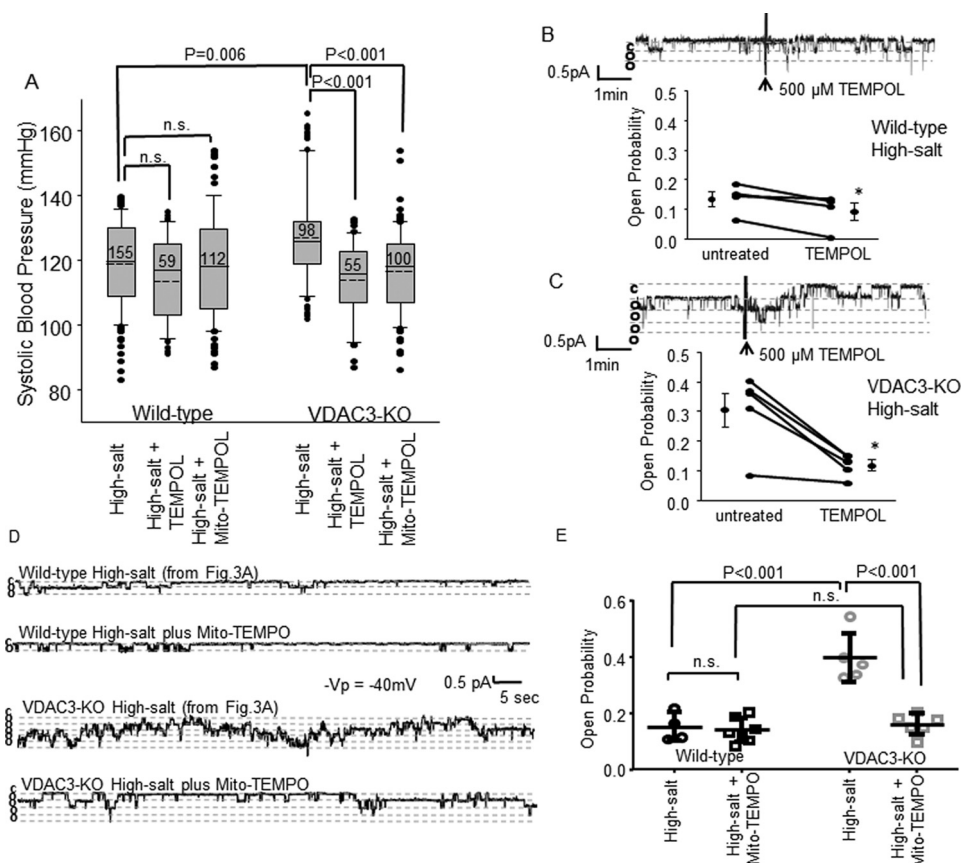 A
P=0.006
P<0.001
P<0.001
n.s.
n.s.
Systolic Blood Pressure (mmHg)
160
140
120
100
80
155
59
112
98
55
100
Wild-type
VDAC3-KO
High-salt
High-salt +
TEMPOL
High-salt +
Mito-TEMPOL
High-salt
High-salt +
TEMPOL
High-salt +
Mito-TEMPOL
B
c
o
o
0.5pA
1min
500 µM TEMPOL
Wild-type
High-salt
Open Probability
0.5
0.4
0.3
0.2
0.1
0.0
*
untreated
TEMPOL
C
c
o
o
o
o
0.5pA
1min
500 µM TEMPOL
VDAC3-KO
High-salt
Open Probability
0.5
0.4
0.3
0.2
0.1
0.0
*
untreated
TEMPOL
D
Wild-type High-salt (from Fig.3A)
c
o
o
Wild-type High-salt plus Mito-TEMPO
c
o
-Vp = -40mV
0.5 pA
5 sec
VDAC3-KO High-salt (from Fig.3A)
c
o
o
o
o
VDAC3-KO High-salt plus Mito-TEMPO
c
o
o
o
E
P<0.001
P<0.001
n.s.
n.s.
Open Probability
0.6
0.4
0.2
0.0
Wild-type
VDAC3-KO
High-salt
High-salt +
Mito-TEMPO
High-salt
High-salt +
Mito-TEMPO